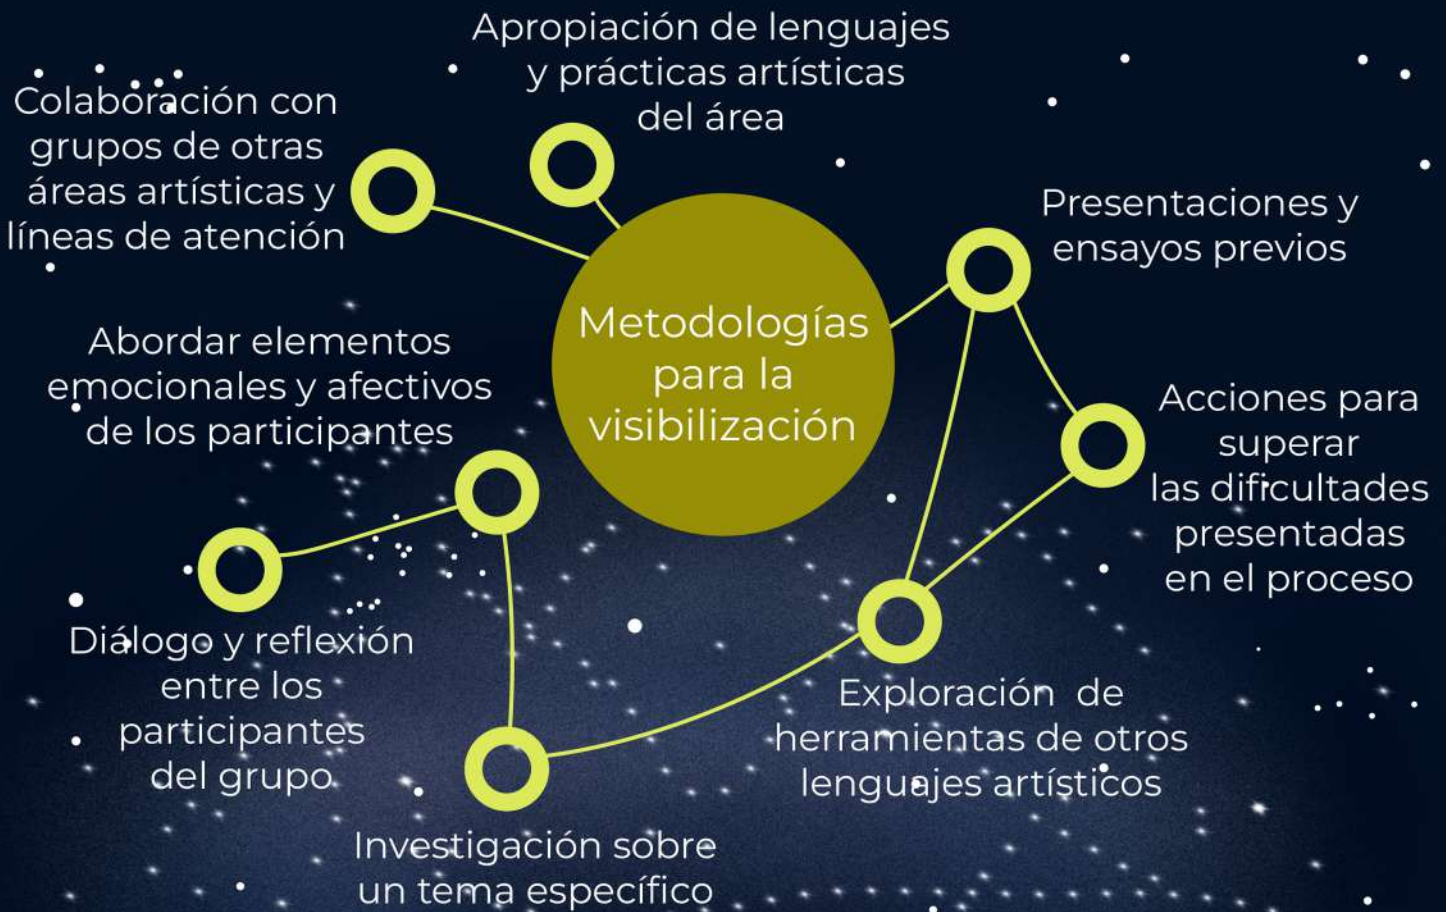 Apropiación de lenguajes
y prácticas artísticas
del área
Colaboración con
grupos de otras
áreas artísticas y
líneas de atención
Presentaciones y
ensayos previos
Metodologías
para la
visibilización
Abordar elementos
emocionales y afectivos
de los participantes
Acciones para
superar
las dificultades
presentadas
en el proceso
Diálogo y reflexión
entre los
participantes
del grupo
Exploración de
herramientas de otros
lenguajes artísticos
Investigación sobre
un tema específico